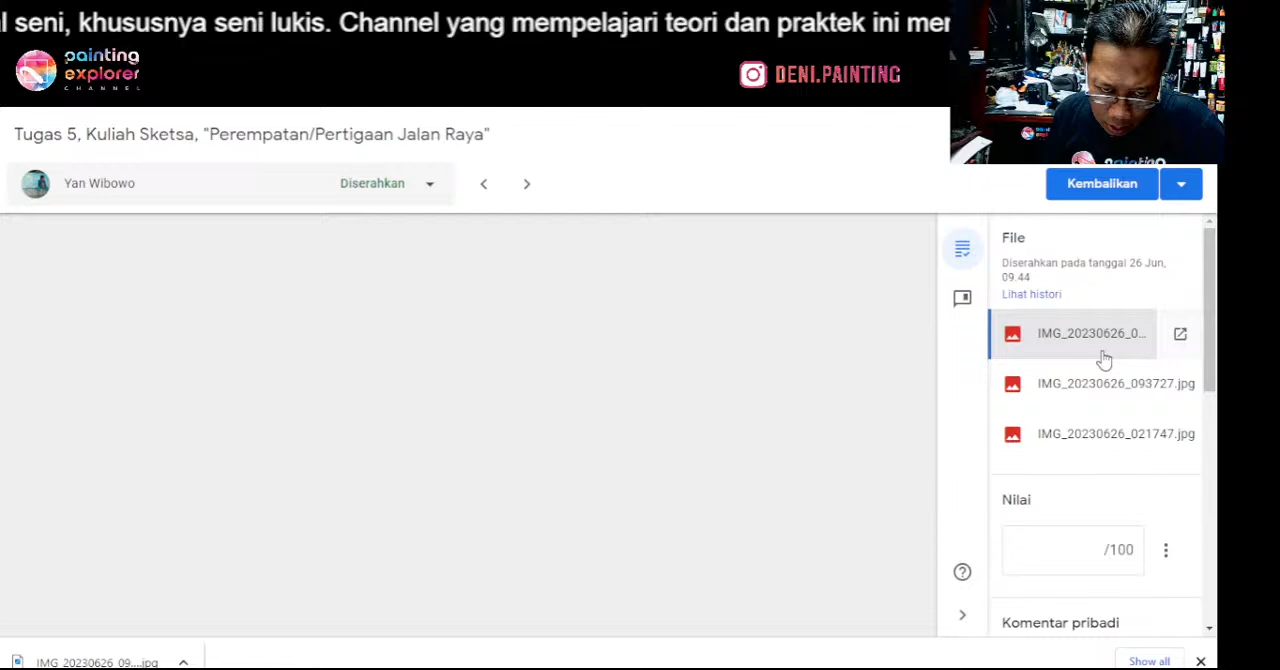 l seni, khususnya seni lukis. Channel yang mempelajari teori dan praktek ini mer
painting
explorer
CHANNEL
DENI.PAINTING
Tugas 5, Kuliah Sketsa, "Perempatan/Pertigaan Jalan Raya"
Yan Wibowo
Diserahkan
Kembalikan
File
Diserahkan pada tanggal 26 Jun,
09.44
Lihat histori
IMG_20230626_0...
IMG_20230626_093727.jpg
IMG_20230626_021747.jpg
Nilai
/100
Komentar pribadi
IMG_20230626_09....jpg
Show all